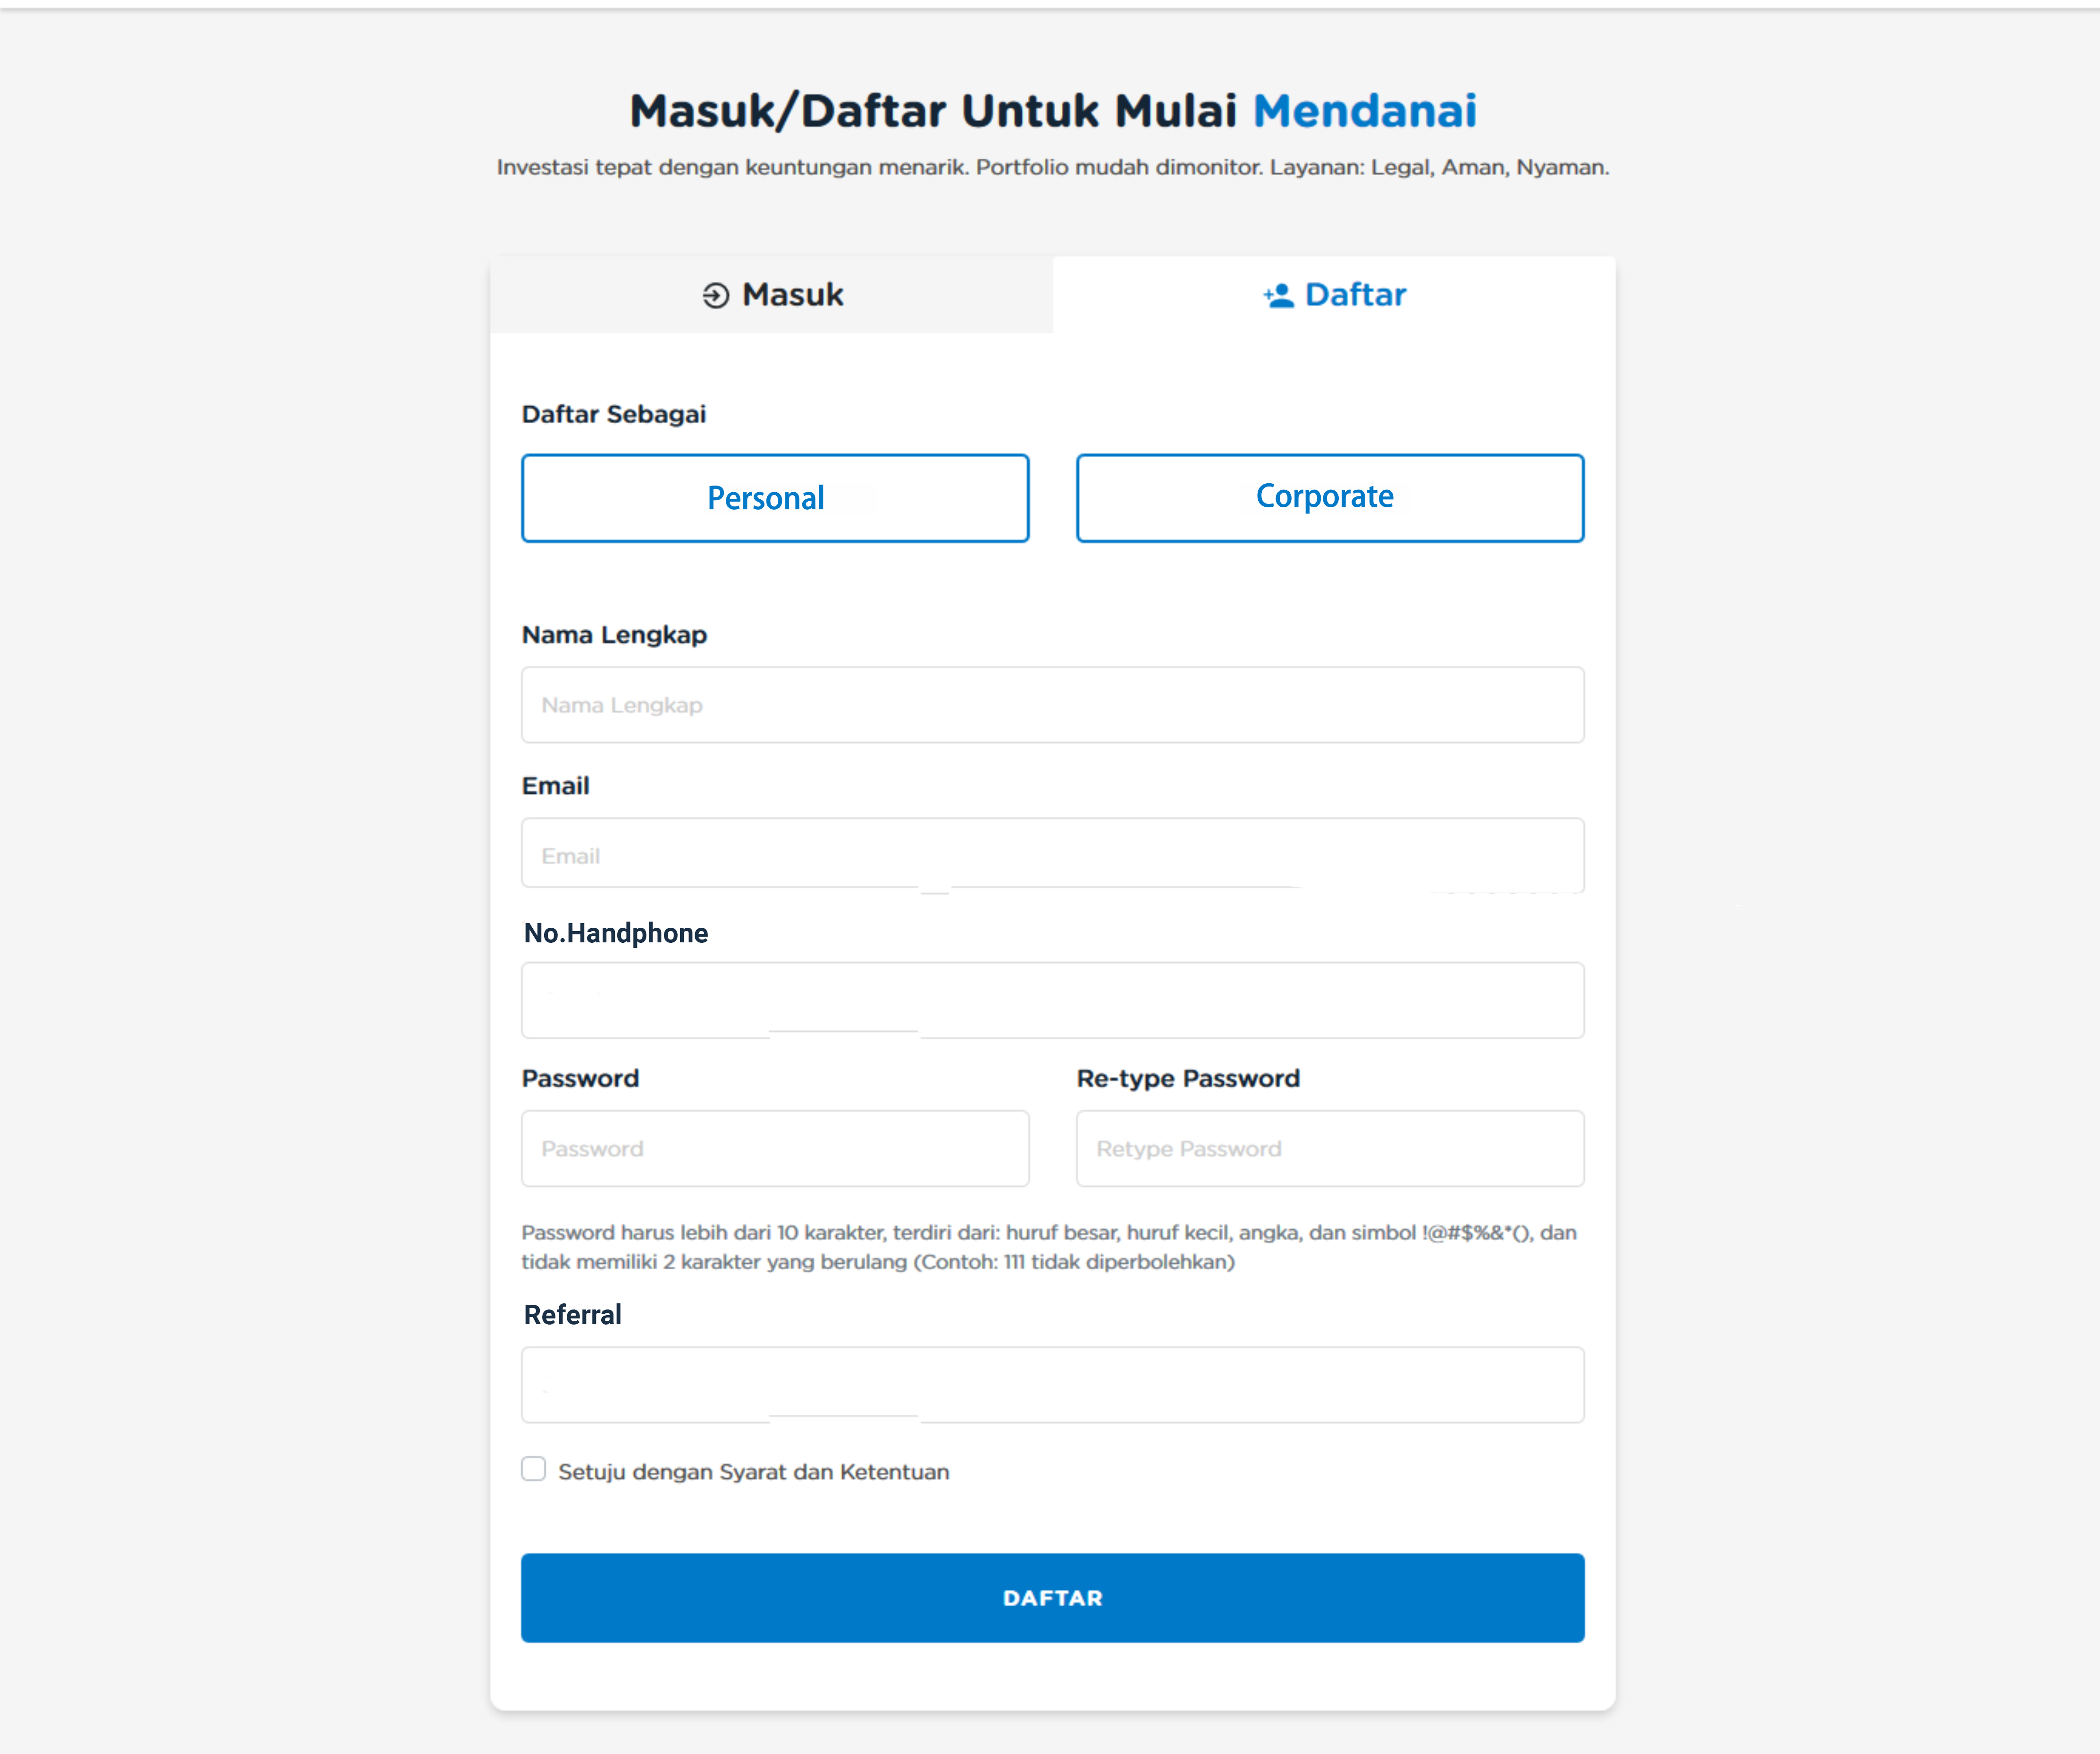 Masuk/Daftar Untuk Mulai Mendanai
Investasi tepat dengan keuntungan menarik. Portfolio mudah dimonitor. Layanan: Legal, Aman, Nyaman.
Masuk
Daftar
Daftar Sebagai
Personal
Corporate
Nama Lengkap
Nama Lengkap
Email
Email
No.Handphone
Password
Re-type Password
Password
Retype Password
Password harus lebih dari 10 karakter, terdiri dari: huruf besar, huruf kecil, angka, dan simbol !@#$%&*(), dan
tidak memiliki 2 karakter yang berulang (Contoh: 111 tidak diperbolehkan)
Referral
Setuju dengan Syarat dan Ketentuan
DAFTAR